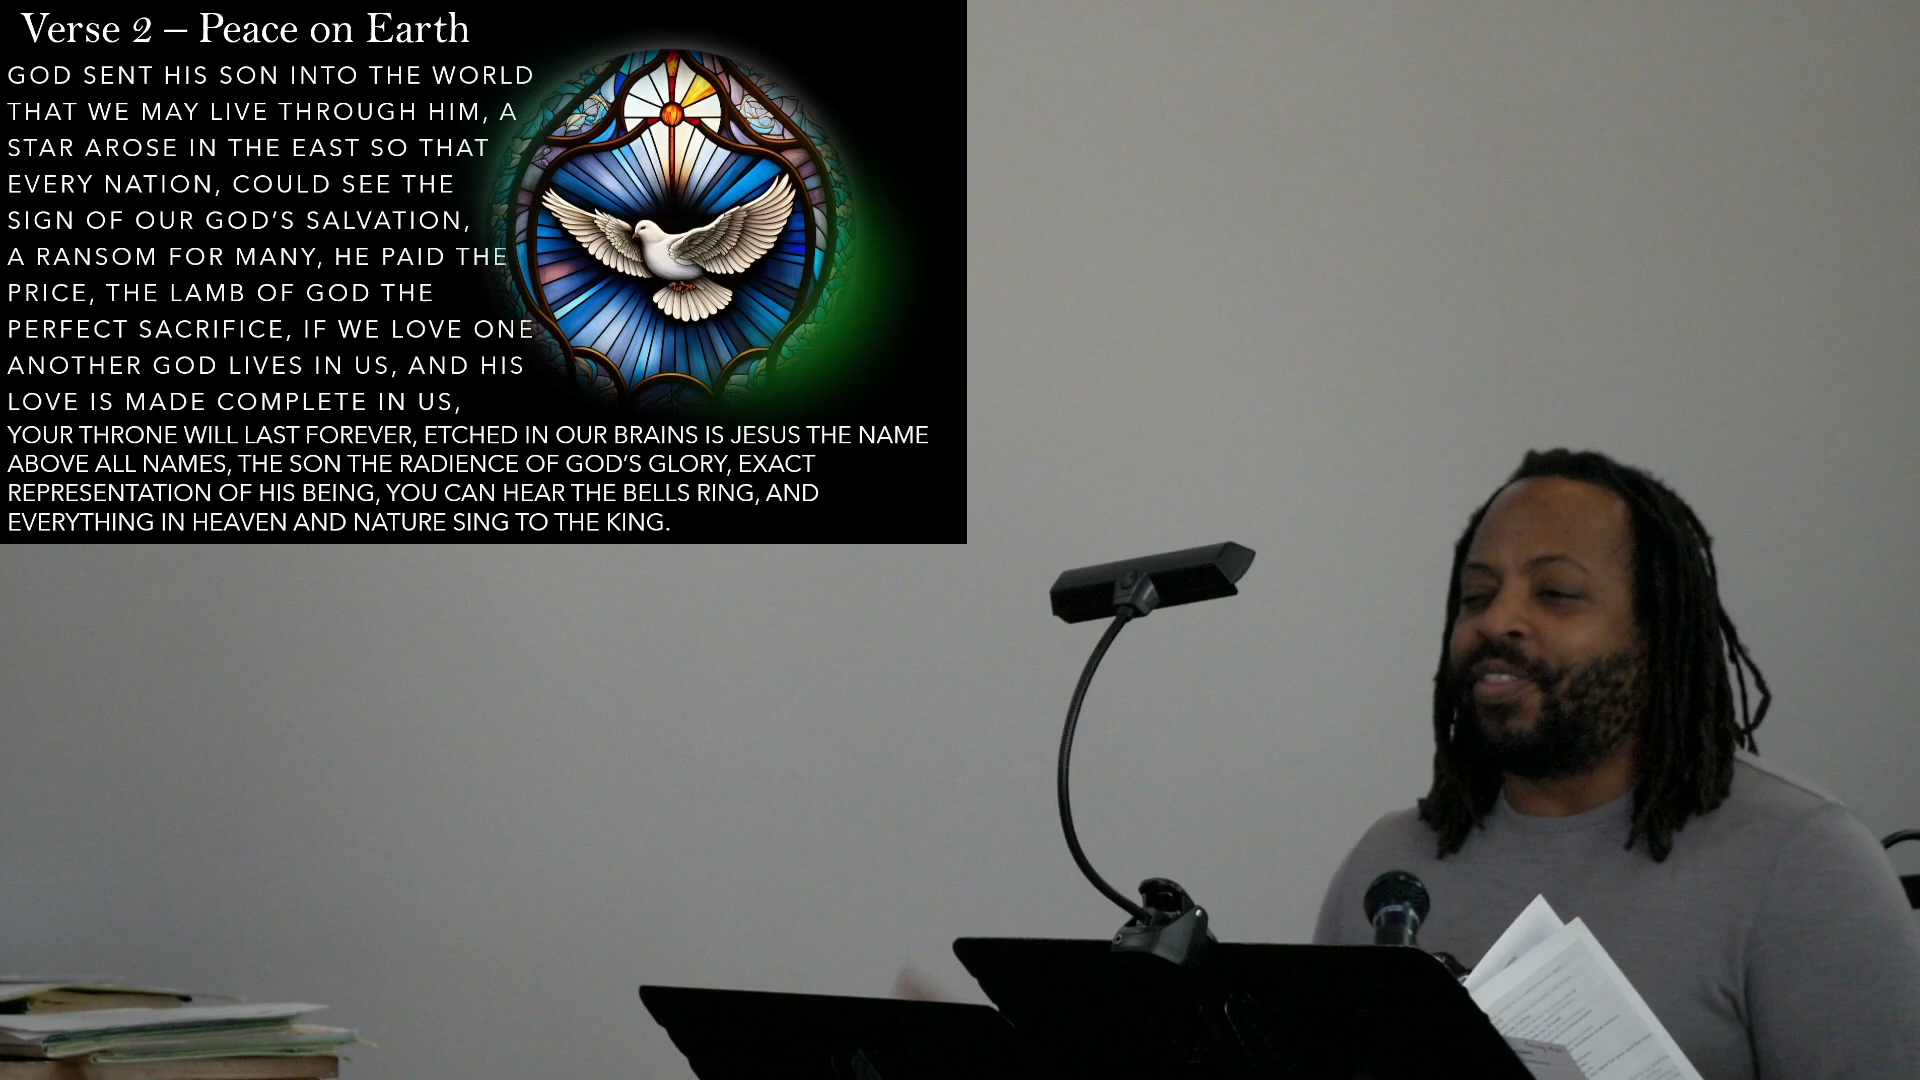 Verse 2 – Peace on Earth
GOD SENT HIS SON INTO THE WORLD
THAT WE MAY LIVE THROUGH HIM, A
STAR AROSE IN THE EAST SO THAT
EVERY NATION, COULD SEE THE
SIGN OF OUR GOD’S SALVATION,
A RANSOM FOR MANY, HE PAID THE
PRICE, THE LAMB OF GOD THE
PERFECT SACRIFICE, IF WE LOVE ONE
ANOTHER GOD LIVES IN US, AND HIS
LOVE IS MADE COMPLETE IN US,
YOUR THRONE WILL LAST FOREVER, ETCHED IN OUR BRAINS IS JESUS THE NAME
ABOVE ALL NAMES, THE SON THE RADIENCE OF GOD’S GLORY, EXACT
REPRESENTATION OF HIS BEING, YOU CAN HEAR THE BELLS RING, AND
EVERYTHING IN HEAVEN AND NATURE SING TO THE KING.